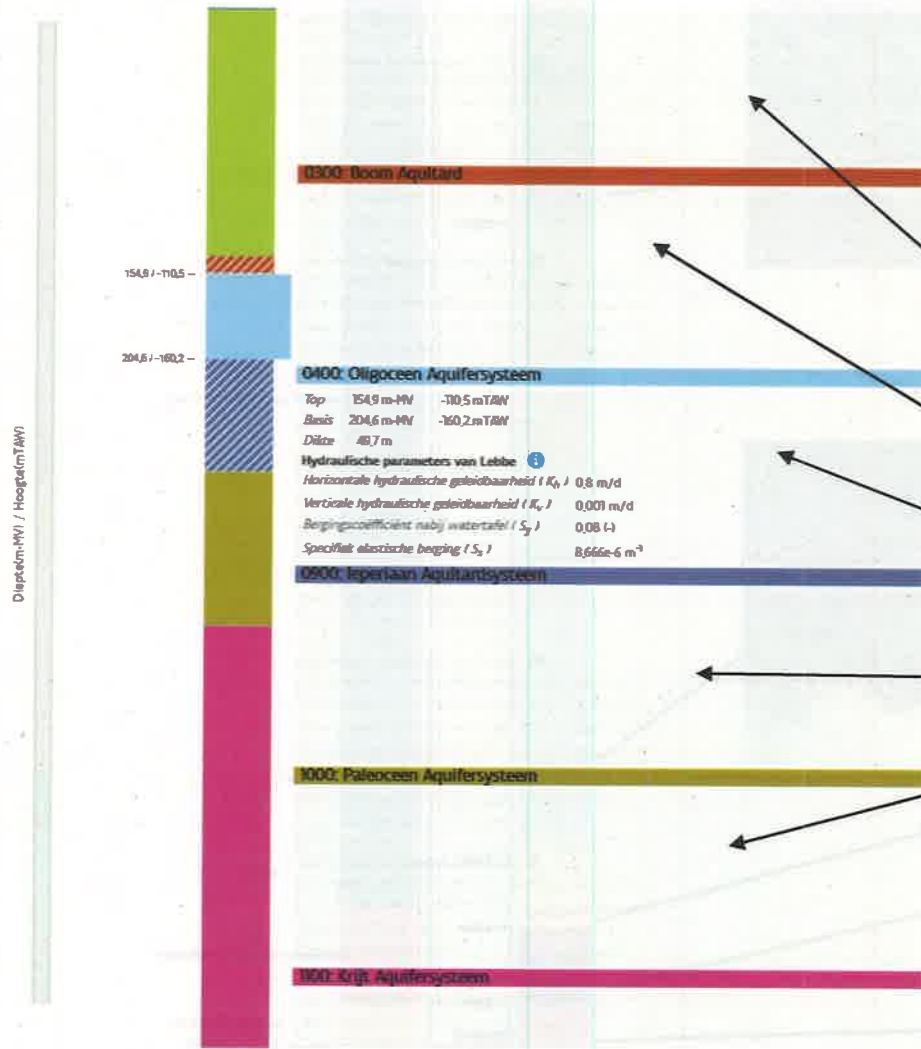 0300: Boom Aquitard
154,9 / -110,5
204,6 / -160,2
0400: Oligoceen Aquifersysteem
Top 154,9 m-MV -110,5 mTAW
Basis 204,6 m-MV -160,2 mTAW
Dikte 49,7 m
Hydraulische parameters van Lebbe
Horizontale hydraulische geleidbaarheid ( Kh ) 0,8 m/d
Verticale hydraulische geleidbaarheid ( Kv ) 0,001 m/d
Bergingscoëfficiënt nabij watertafel ( Sy ) 0,08 (-)
Specifiek elastische berging ( Ss ) 8,666e-6 m⁻¹
0900: Ieperiaan Aquitardsysteem
Diepte(m-MV) / Hoogte(mTAW)
1000: Paleoceen Aquifersysteem
1100: Krijt Aquifersysteem